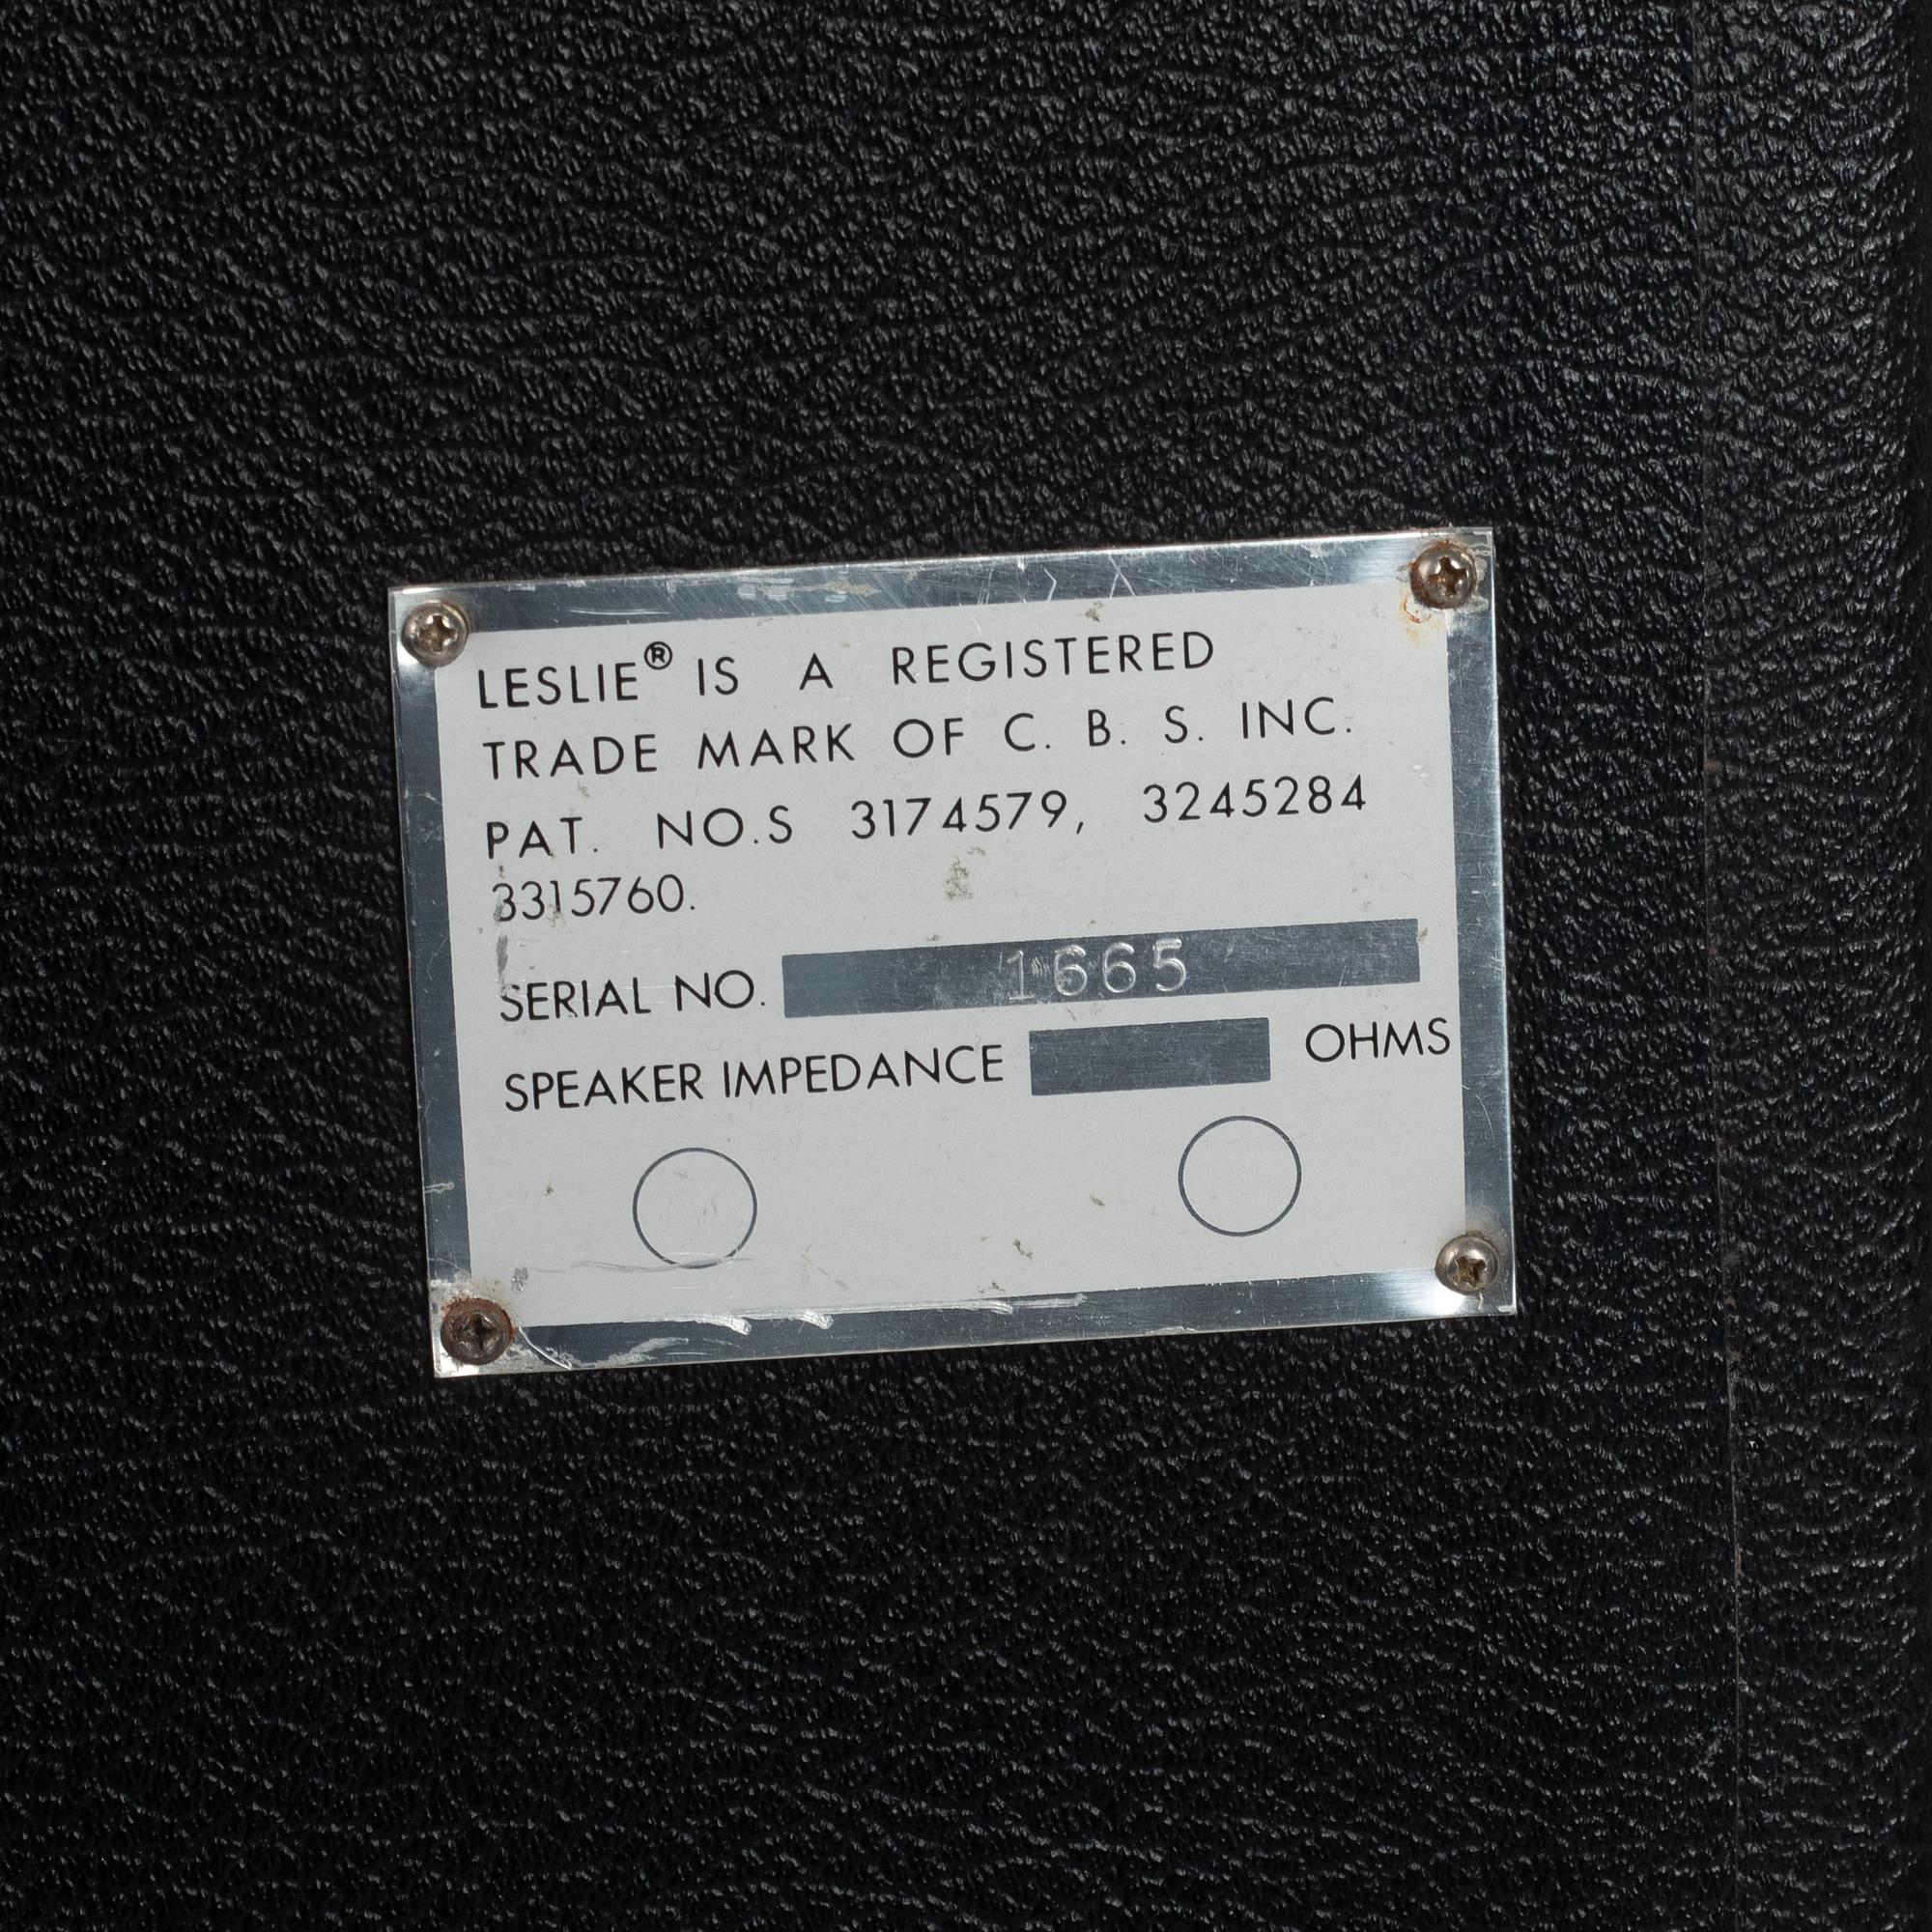 LESLIE® IS A REGISTERED
TRADE MARK OF C. B. S. INC.
PAT. NO.S 3174579, 3245284
3315760.
SERIAL NO. 1665
SPEAKER IMPEDANCE OHMS